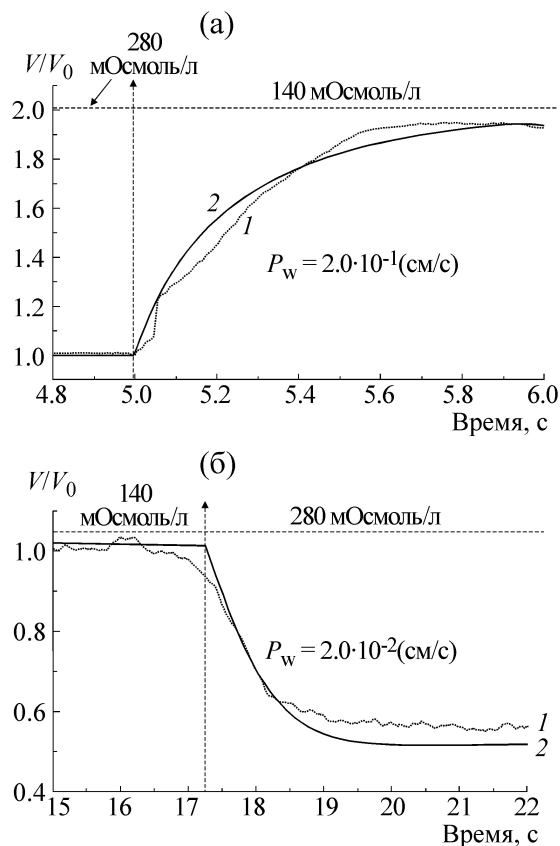 (а)
V/V0
280
мОсмоль/л
140 мОсмоль/л
2.0
1.8
1.6
1.4
1.2
1.0
2
1
Pw = 2.0·10-1(см/с)
4.8 5.0 5.2 5.4 5.6 5.8 6.0
Время, с
(б)
V/V0
140
мОсмоль/л
280 мОсмоль/л
1.0
0.8
0.6
0.4
Pw = 2.0·10-2(см/с)
1
2
15 16 17 18 19 20 21 22
Время, с